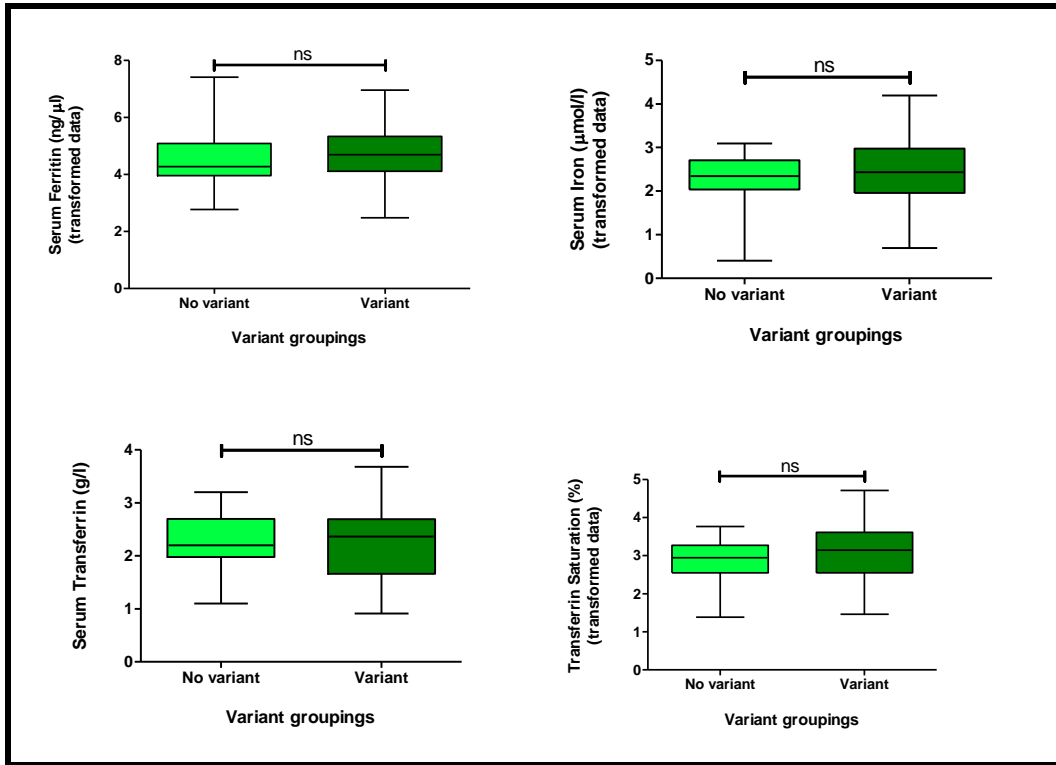 Serum Ferritin (ng/µl)
(transformed data)
ns
8
6
4
2
0
No variant
Variant
Variant groupings
Serum Iron (µmol/l)
(transformed data)
ns
5
4
3
2
1
0
No variant
Variant
Variant groupings
Serum Transferrin (g/l)
ns
4
3
2
1
0
No variant
Variant
Variant groupings
Transferrin Saturation (%)
(transformed data)
ns
5
4
3
2
1
0
No variant
Variant
Variant groupings